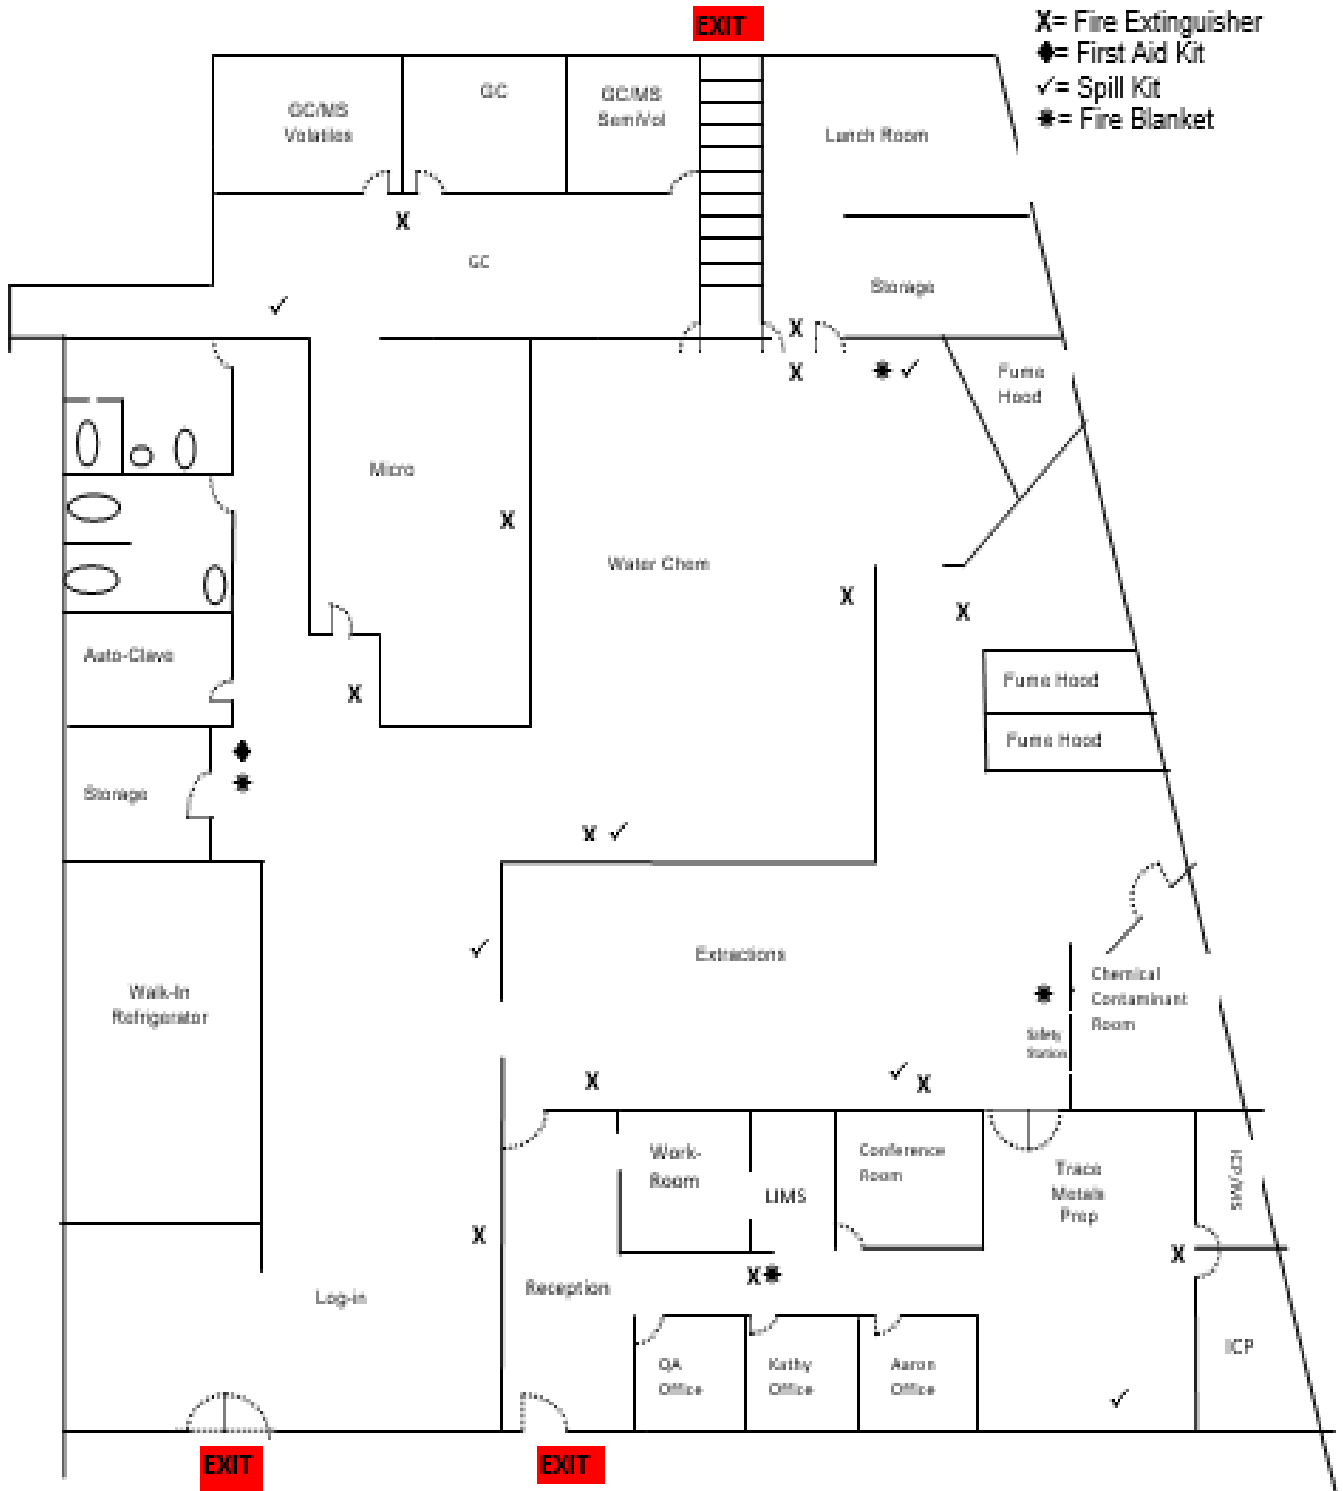 EXIT
X= Fire Extinguisher
⧫= First Aid Kit
✓= Spill Kit
✷= Fire Blanket
GC/MS
Volatiles
GC
GC/MS
SemiVol
Lunch Room
X
GC
Storage
✓
X
X
✷ ✓
Fume
Hood
Micro
X
Water Chem
X
X
Auto-Clave
Fume Hood
X
Fume Hood
⧫
✷
Storage
X ✓
✓
Extractions
Walk-In
Refrigerator
Chemical
Contaminant
Room
✷
Safety
Station
X
✓ X
Work-
Room
LIMS
Conference
Room
Trace
Metals
Prep
ICP/MS
X
X
X✷
Reception
Log-in
QA
Office
Kathy
Office
Aaron
Office
ICP
✓
EXIT
EXIT